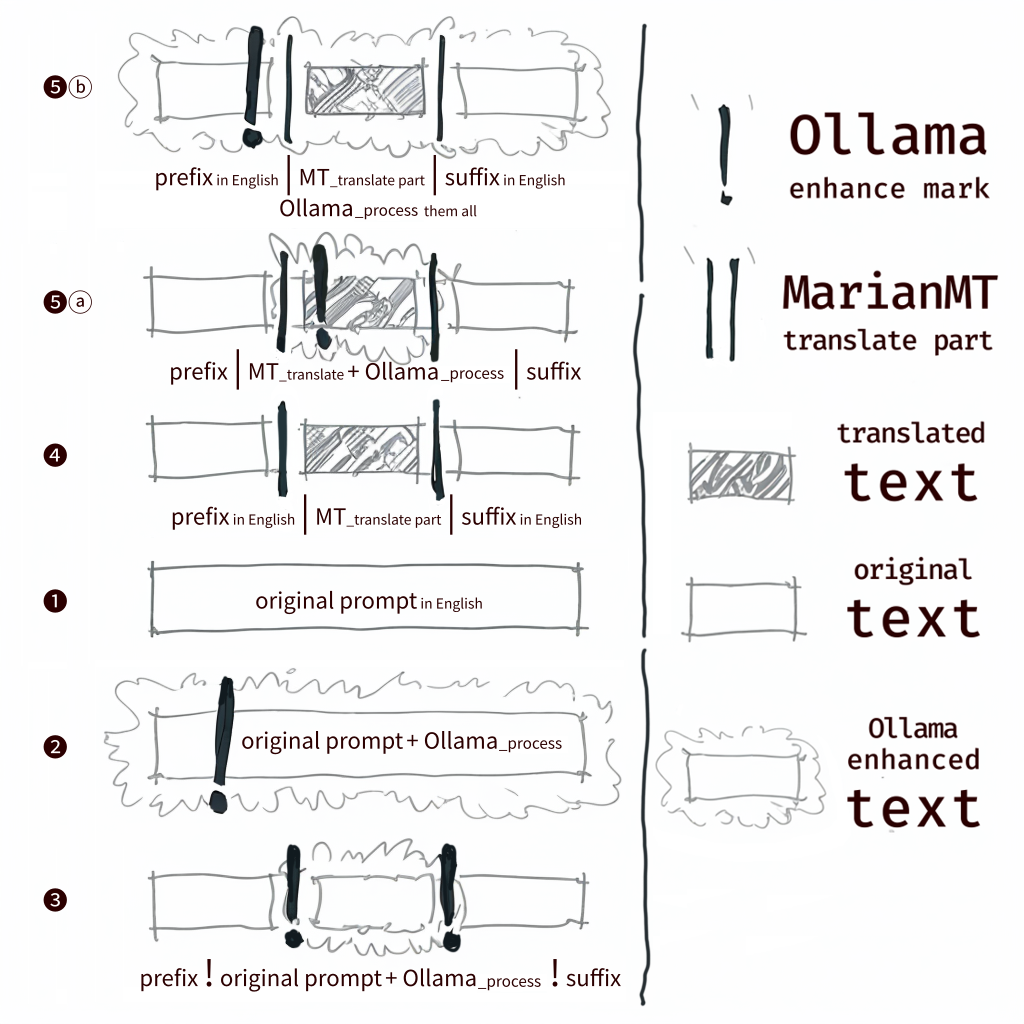 5 b
prefix in English | MT_translate part | suffix in English
Ollama_process them all
5 a
prefix | MT_translate + Ollama_process | suffix
4
prefix in English | MT_translate part | suffix in English
1
original prompt in English
2
original prompt + Ollama_process
3
prefix ! original prompt + Ollama_process ! suffix
!
Ollama
enhance mark
||
MarianMT
translate part
translated
text
original
text
Ollama
enhanced
text